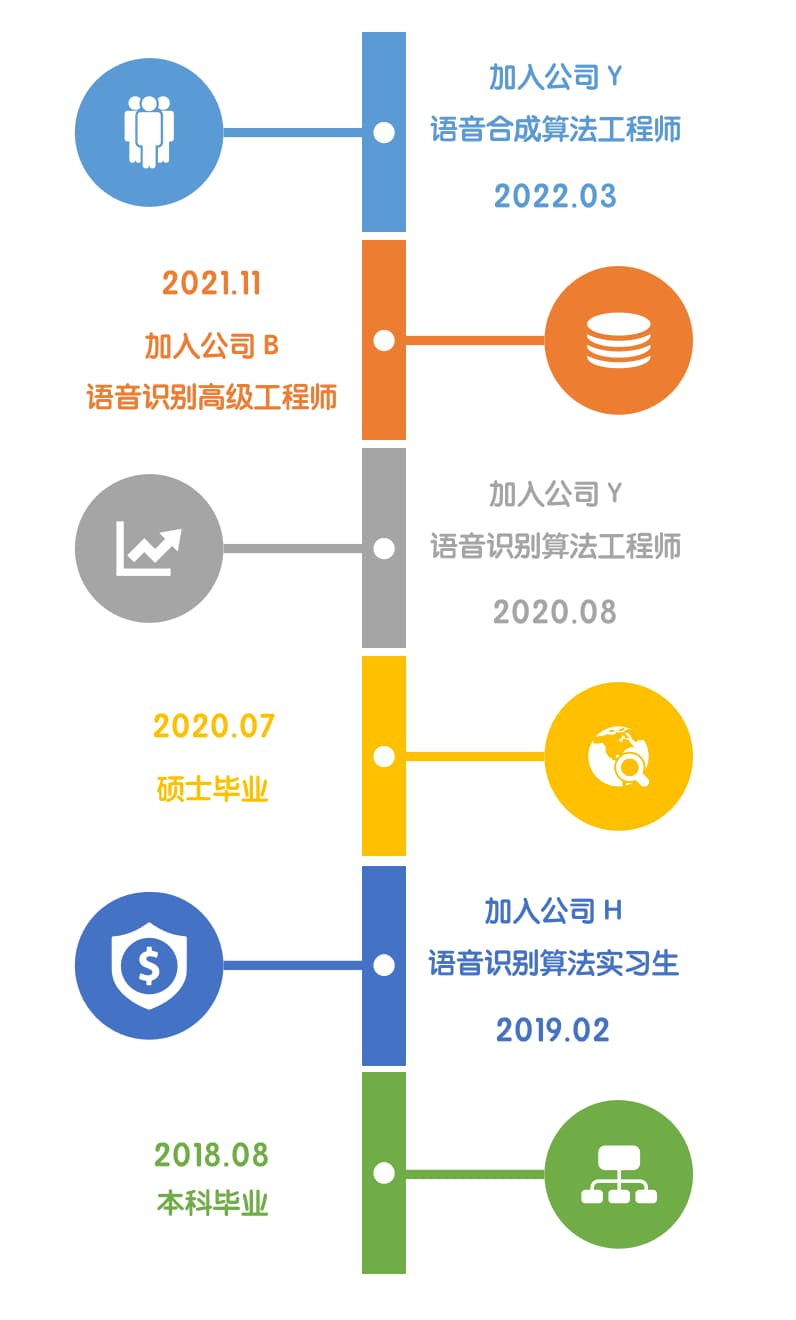 加入公司 Y
语音合成算法工程师
2022.03
2021.11
加入公司 B
语音识别高级工程师
加入公司 Y
语音识别算法工程师
2020.08
2020.07
硕士毕业
加入公司 H
语音识别算法实习生
2019.02
2018.08
本科毕业
$